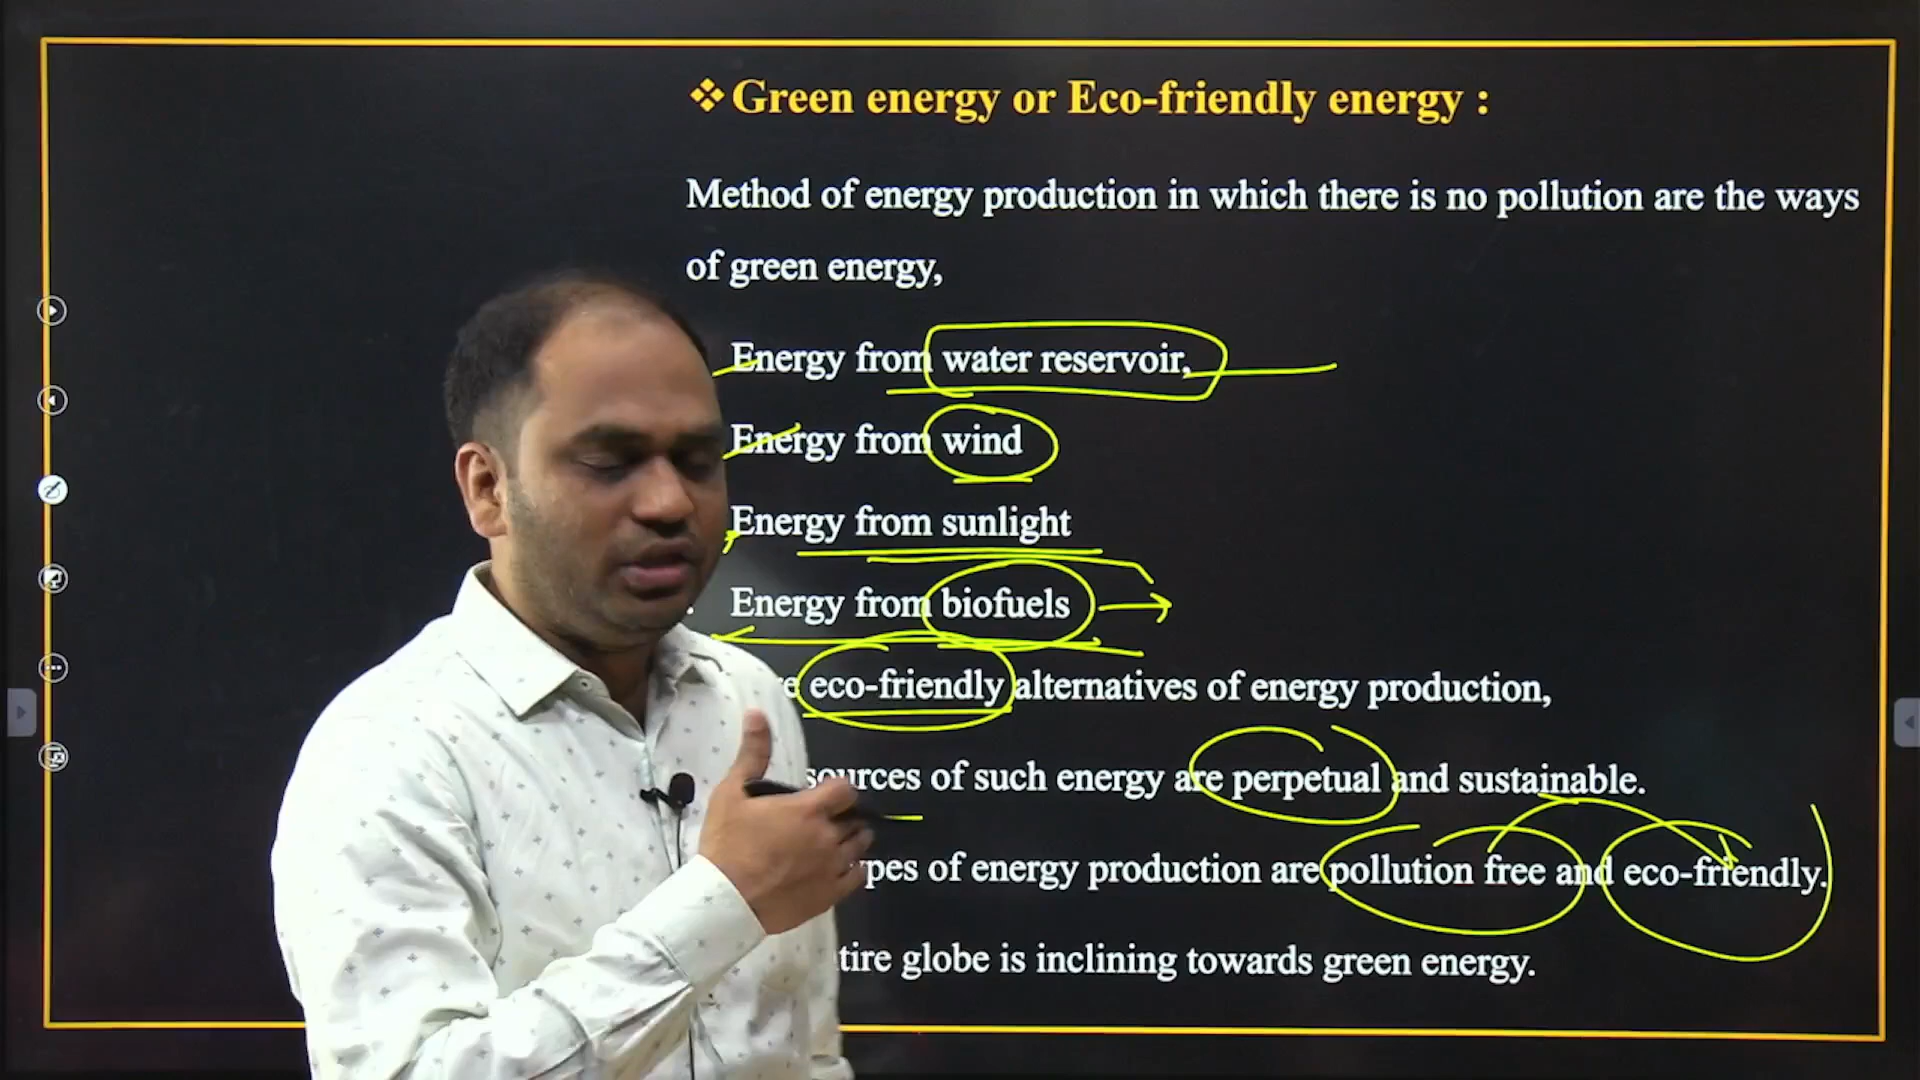 ❖ Green energy or Eco-friendly energy :
Method of energy production in which there is no pollution are the ways
of green energy,
Energy from water reservoir,
Energy from wind
Energy from sunlight
Energy from biofuels
eco-friendly alternatives of energy production,
sources of such energy are perpetual and sustainable.
of energy production are pollution free and eco-friendly.
globe is inclining towards green energy.